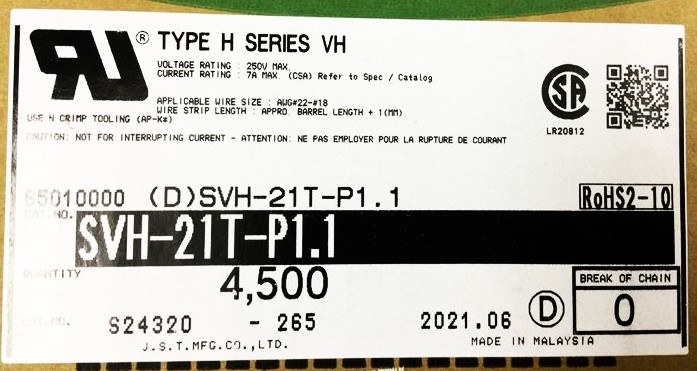 ® TYPE H SERIES VH
VOLTAGE RATING : 250V MAX.
CURRENT RATING : 7A MAX. (CSA) Refer to Spec / Catalog
APPLICABLE WIRE SIZE : AWG#22-#18
WIRE STRIP LENGTH : APPRO. BARREL LENGTH + 1(MM)
USE H CRIMP TOOLING (AP-K#)
CAUTION: NOT FOR INTERRUPTING CURRENT - ATTENTION: NE PAS EMPLOYER POUR LA RUPTURE DE COURANT
LR20812
85010000 (D)SVH-21T-P1.1 RoHS2-10
CAT.NO. SVH-21T-P1.1
QUANTITY 4,500
BREAK OF CHAIN
0
LOT.NO. S24320 - 265 2021.06 D
J.S.T.MFG.CO.,LTD. MADE IN MALAYSIA